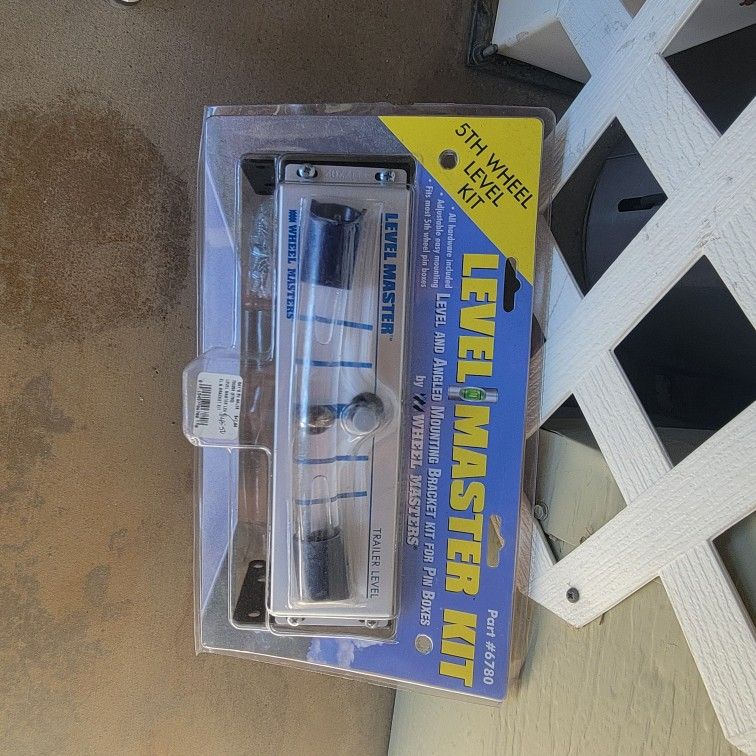 5TH WHEEL
LEVEL
KIT
• All hardware included
• Adjustable easy mounting
• Fits most 5th wheel pin boxes
LEVEL MASTER KIT
LEVEL AND ANGLED MOUNTING BRACKET KIT FOR PIN BOXES
by WHEEL MASTERS®
Part #6780
LEVEL MASTER™
WHEEL MASTERS
TRAILER LEVEL